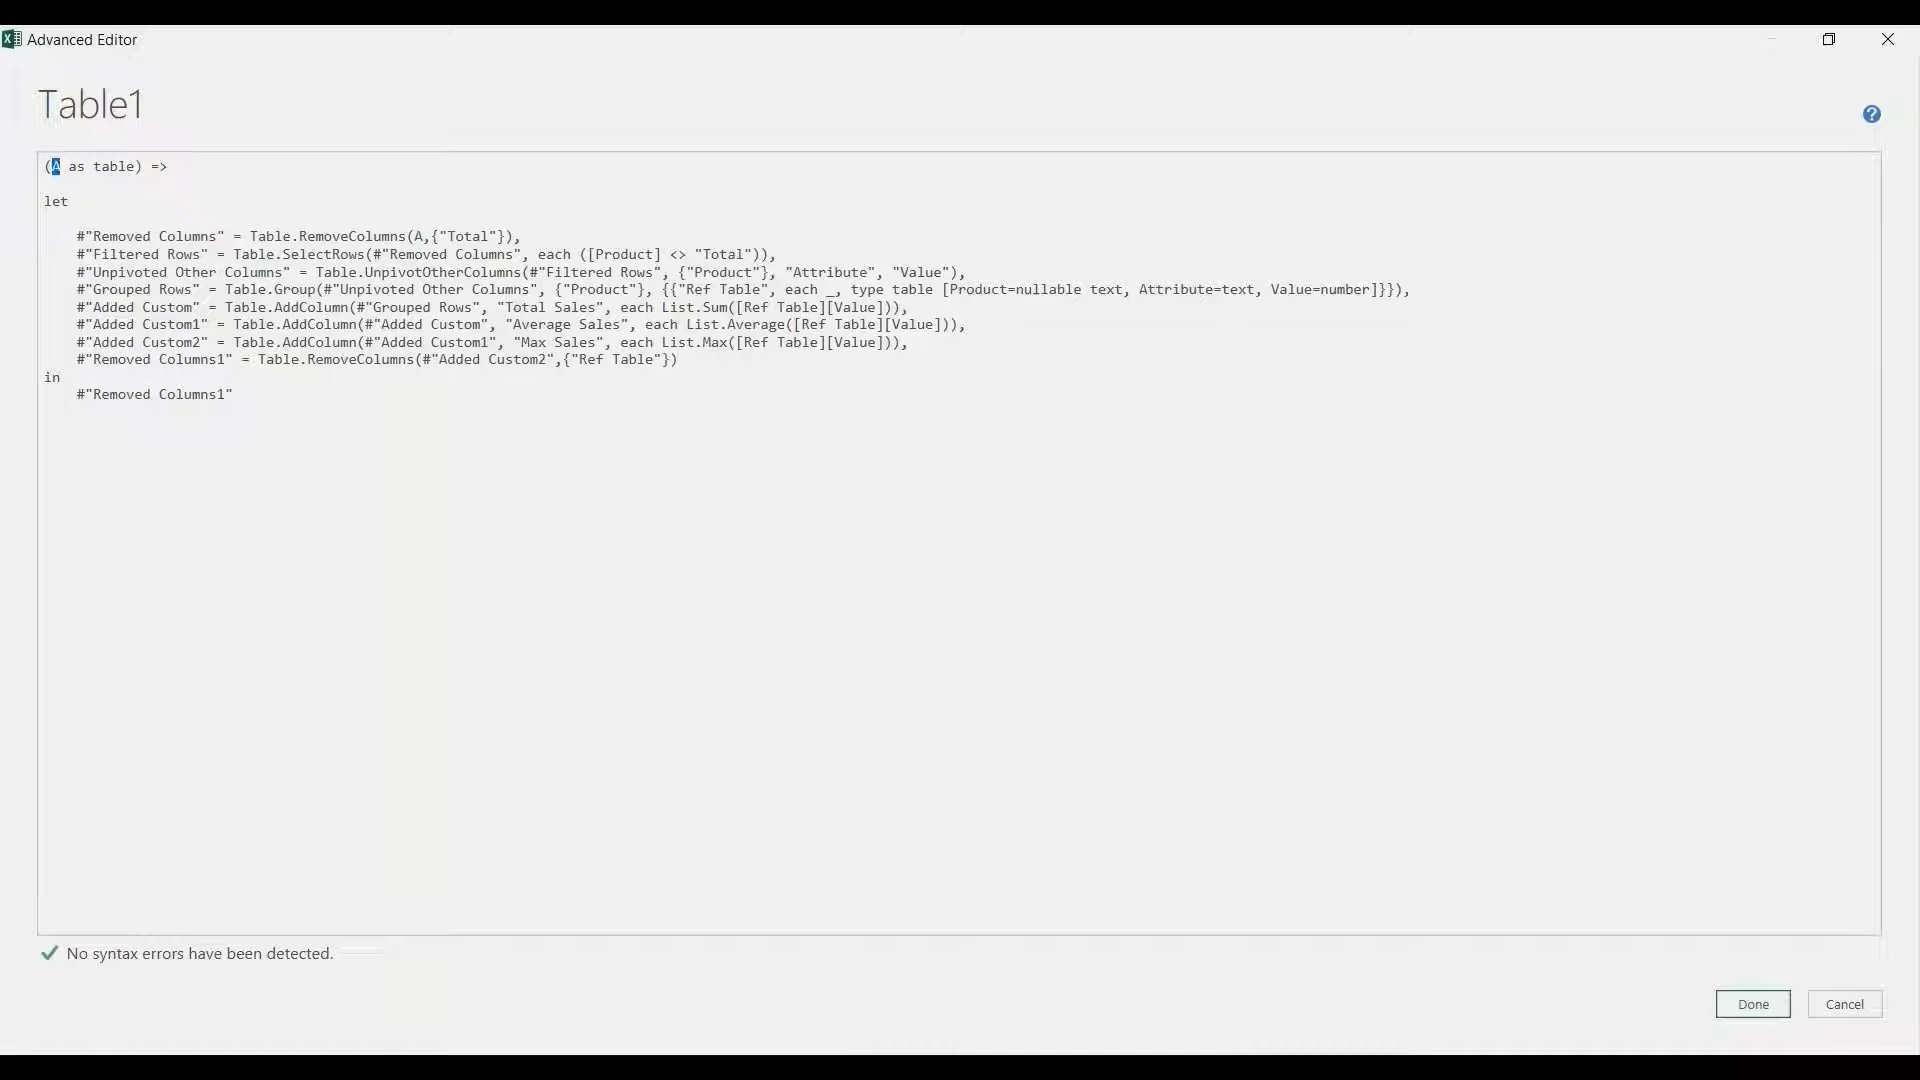 Advanced Editor
Table1
(A as table) =>
let
#"Removed Columns" = Table.RemoveColumns(A,{"Total"}),
#"Filtered Rows" = Table.SelectRows(#"Removed Columns", each ([Product] <> "Total")),
#"Unpivoted Other Columns" = Table.UnpivotOtherColumns(#"Filtered Rows", {"Product"}, "Attribute", "Value"),
#"Grouped Rows" = Table.Group(#"Unpivoted Other Columns", {"Product"}, {{"Ref Table", each _, type table [Product=nullable text, Attribute=text, Value=number]}}),
#"Added Custom" = Table.AddColumn(#"Grouped Rows", "Total Sales", each List.Sum([Ref Table][Value])),
#"Added Custom1" = Table.AddColumn(#"Added Custom", "Average Sales", each List.Average([Ref Table][Value])),
#"Added Custom2" = Table.AddColumn(#"Added Custom1", "Max Sales", each List.Max([Ref Table][Value])),
#"Removed Columns1" = Table.RemoveColumns(#"Added Custom2",{"Ref Table"})
in
#"Removed Columns1"
No syntax errors have been detected.
Done
Cancel